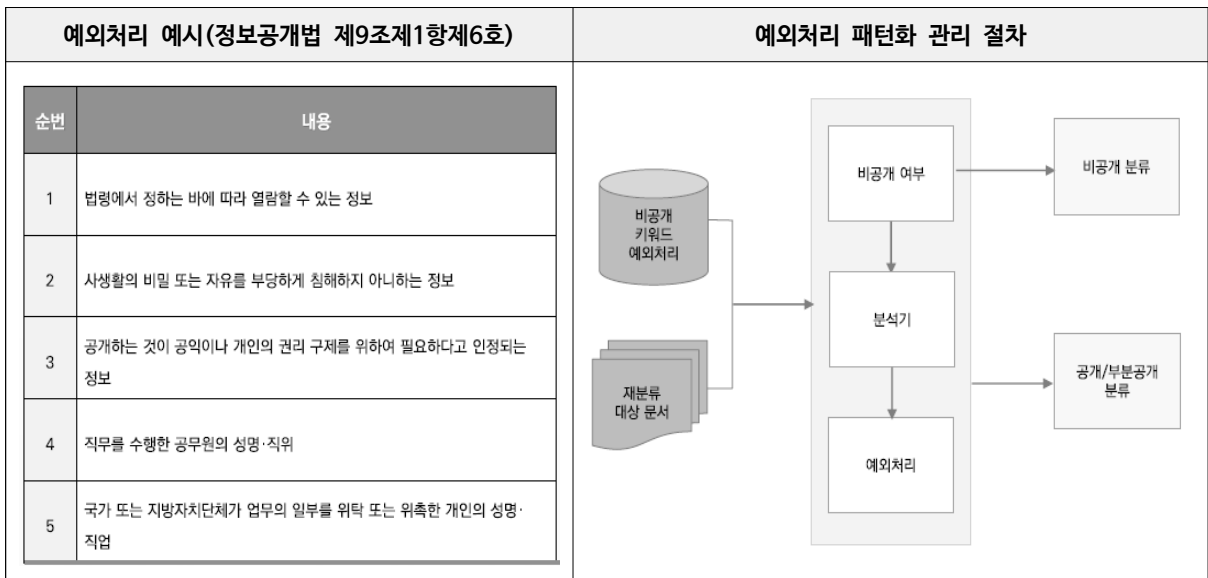 예외처리 예시(정보공개법 제9조제1항제6호)
예외처리 패턴화 관리 절차
순번
내용
1
법령에서 정하는 바에 따라 열람할 수 있는 정보
2
사생활의 비밀 또는 자유를 부당하게 침해하지 아니하는 정보
3
공개하는 것이 공익이나 개인의 권리 구제를 위하여 필요하다고 인정되는
정보
4
직무를 수행한 공무원의 성명·직위
5
국가 또는 지방자치단체가 업무의 일부를 위탁 또는 위촉한 개인의 성명·
직업
비공개
키워드
예외처리
재분류
대상 문서
비공개 여부
분석기
예외처리
비공개 분류
공개/부분공개
분류